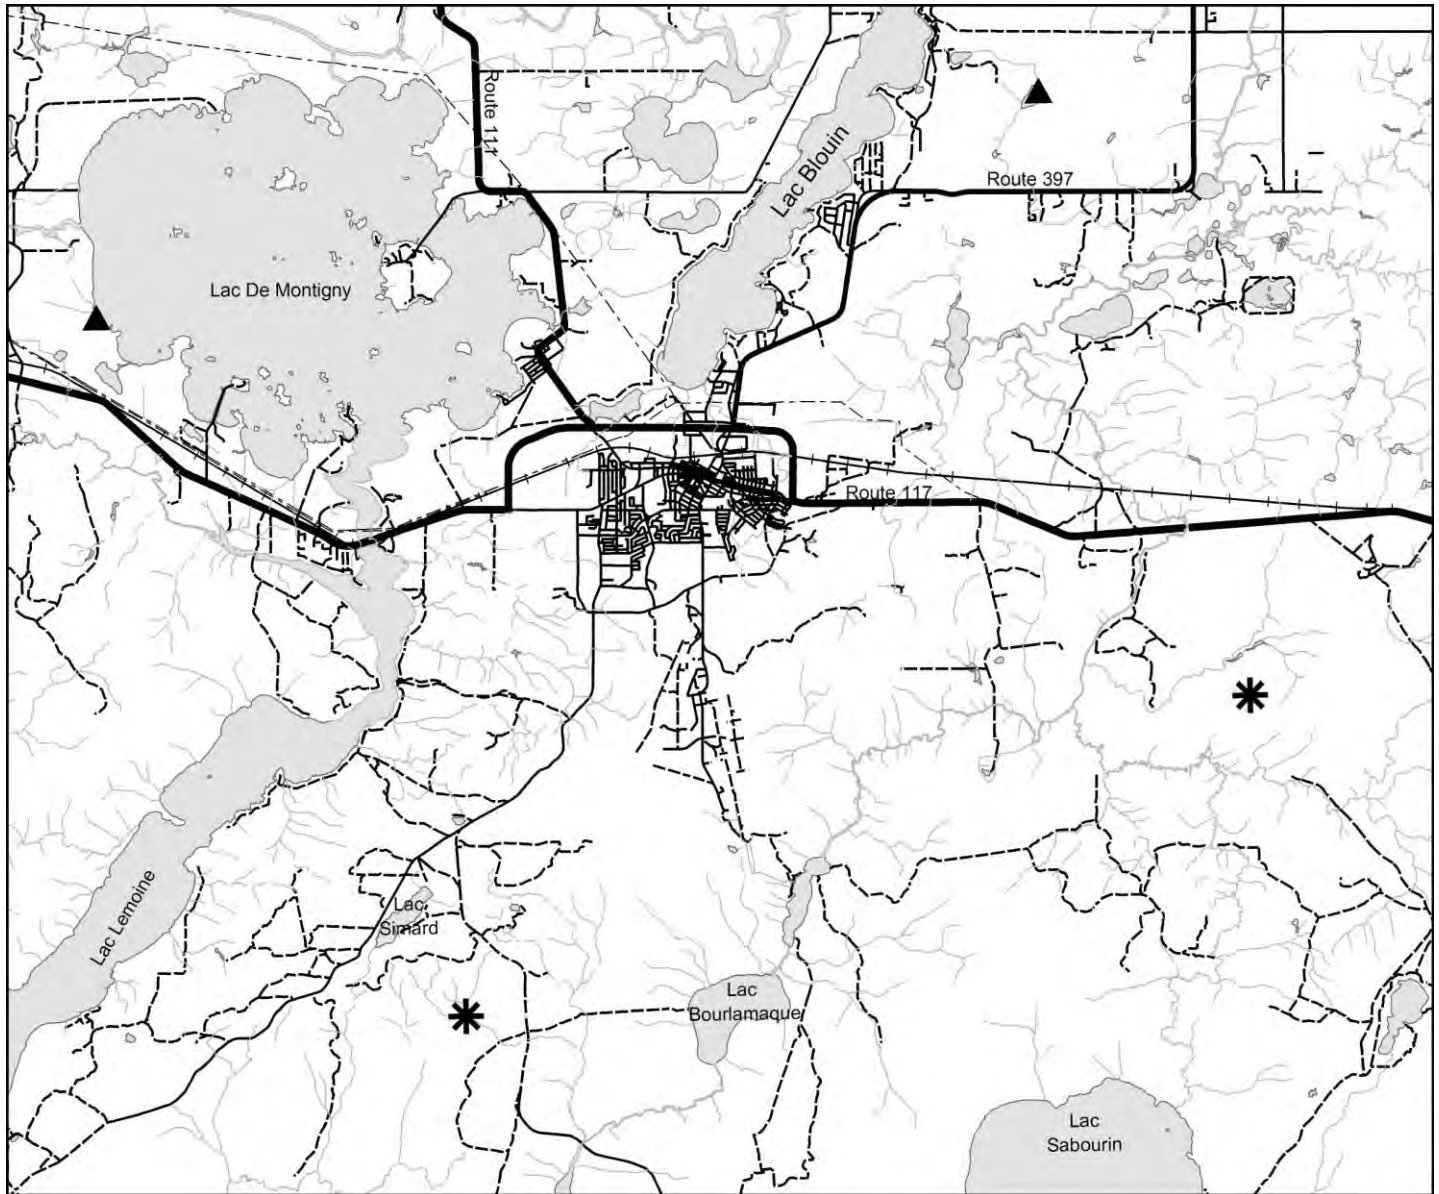 Route 111
Lac Blouin
Route 397
Lac De Montigny
Route 117
Lac Lemoine
Lac
Simard
Lac
Bourlamaque
Lac
Sabourin